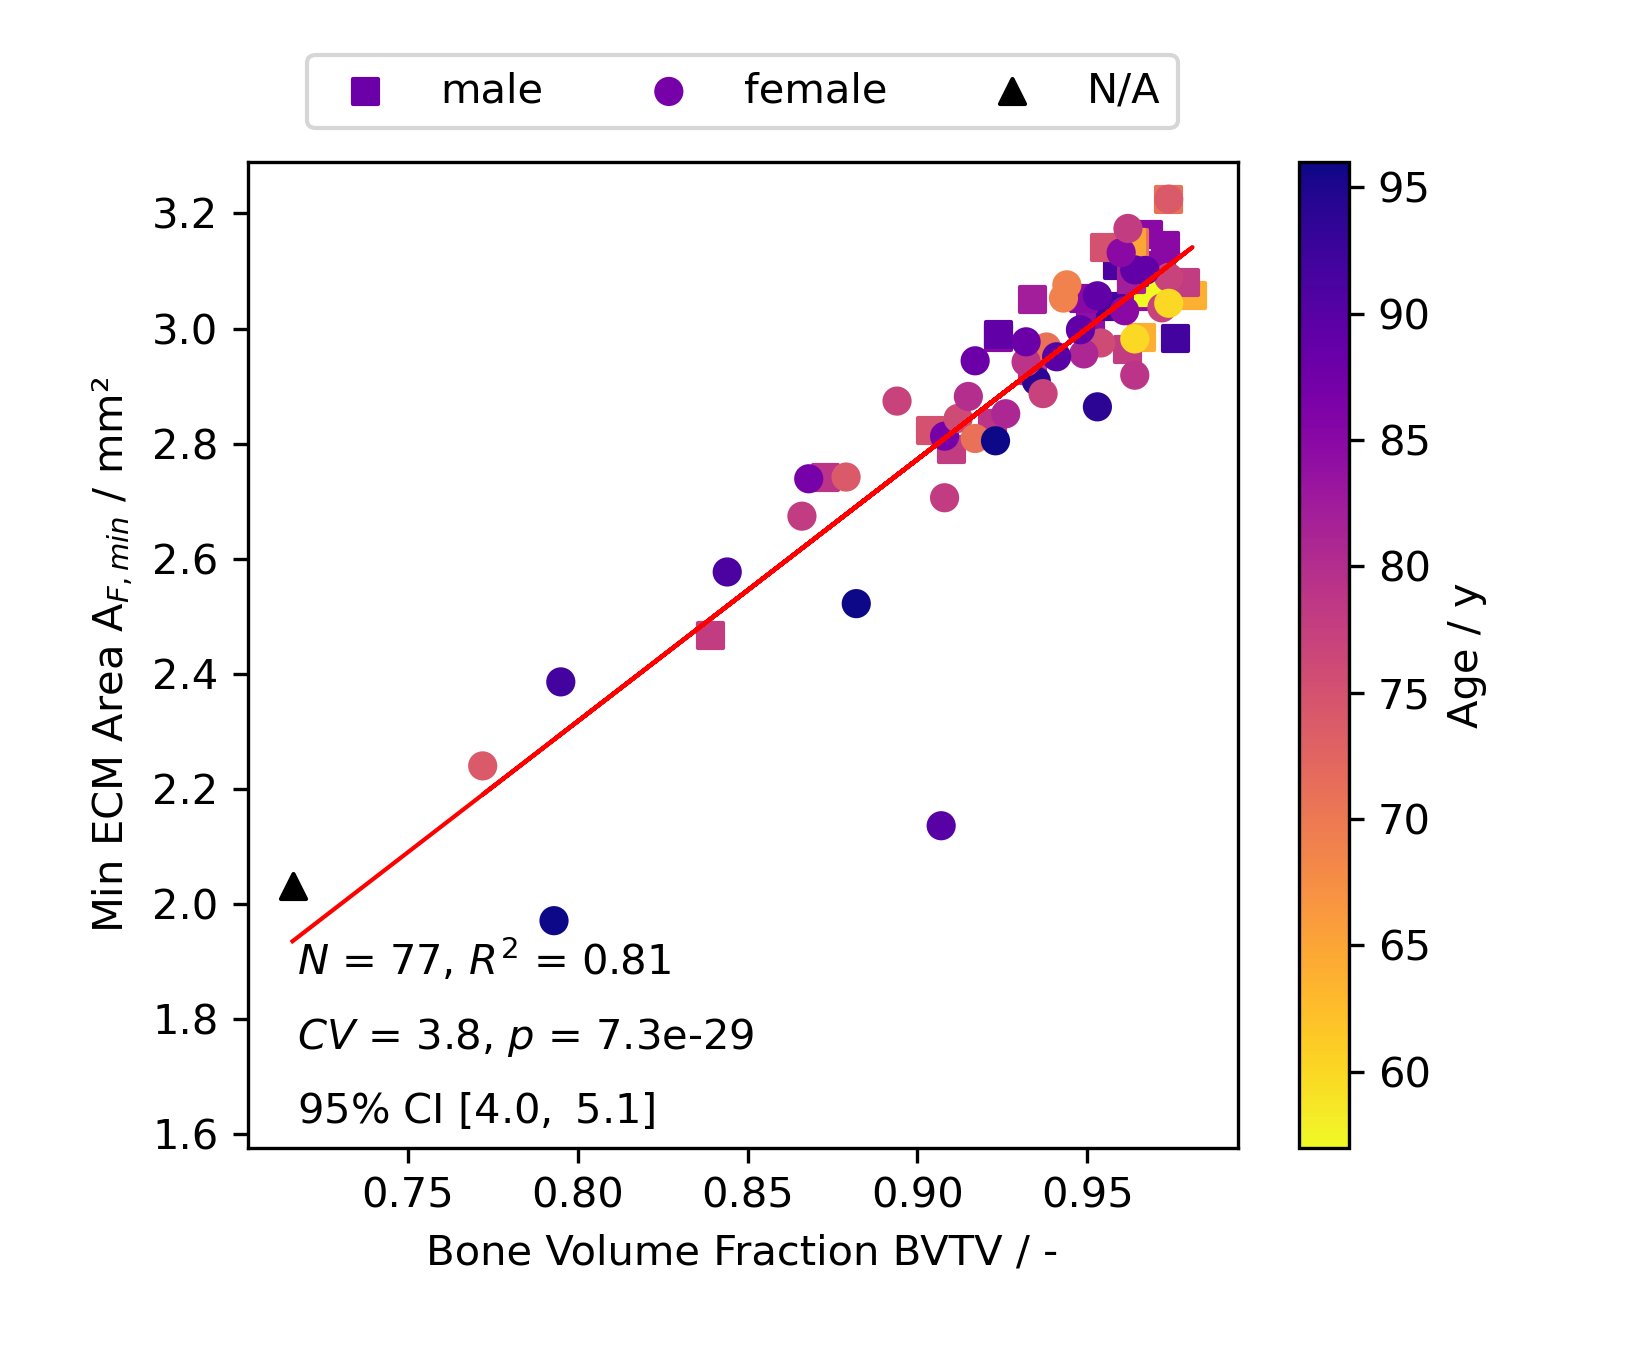 male female N/A
3.2
3.0
2.8
2.6
2.4
2.2
2.0
1.8
1.6
Min ECM Area A_{F, min} / mm²
N = 77, R² = 0.81
CV = 3.8, p = 7.3e-29
95% CI [4.0, 5.1]
0.75 0.80 0.85 0.90 0.95
Bone Volume Fraction BVTV / -
95
90
85
80
75
70
65
60
Age / y